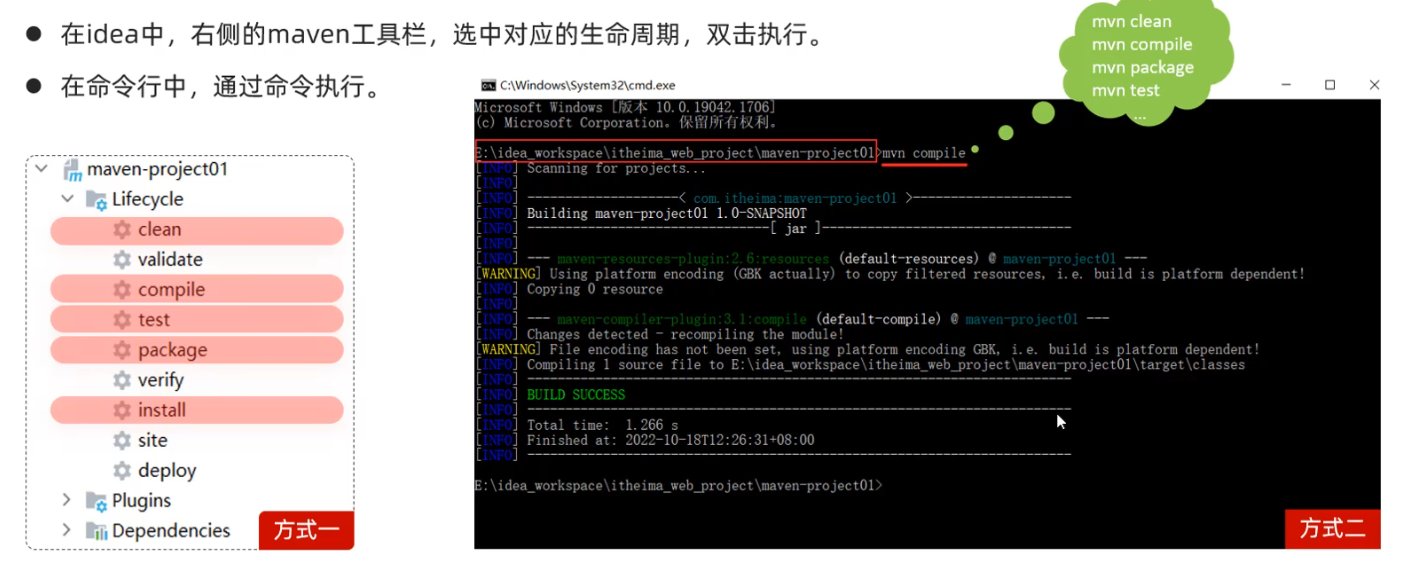 ● 在idea中，右侧的maven工具栏，选中对应的生命周期，双击执行。
● 在命令行中，通过命令执行。
mvn clean
mvn compile
mvn package
mvn test
...
maven-project01
Lifecycle
clean
validate
compile
test
package
verify
install
site
deploy
Plugins
Dependencies
方式一
C:\Windows\System32\cmd.exe
Microsoft Windows [版本 10.0.19042.1706]
(c) Microsoft Corporation。保留所有权利。
E:\idea_workspace\itheima_web_project\maven-project01>mvn compile
[INFO] Scanning for projects...
[INFO]
[INFO] --------------------< com.itheima:maven-project01 >---------------------
[INFO] Building maven-project01 1.0-SNAPSHOT
[INFO] --------------------------------[ jar ]---------------------------------
[INFO]
[INFO] --- maven-resources-plugin:2.6:resources (default-resources) @ maven-project01 ---
[WARNING] Using platform encoding (GBK actually) to copy filtered resources, i.e. build is platform dependent!
[INFO] Copying 0 resource
[INFO]
[INFO] --- maven-compiler-plugin:3.1:compile (default-compile) @ maven-project01 ---
[INFO] Changes detected - recompiling the module!
[WARNING] File encoding has not been set, using platform encoding GBK, i.e. build is platform dependent!
[INFO] Compiling 1 source file to E:\idea_workspace\itheima_web_project\maven-project01\target\classes
[INFO] ------------------------------------------------------------------------
[INFO] BUILD SUCCESS
[INFO] ------------------------------------------------------------------------
[INFO] Total time:  1.266 s
[INFO] Finished at: 2022-10-18T12:26:31+08:00
[INFO] ------------------------------------------------------------------------
E:\idea_workspace\itheima_web_project\maven-project01>
方式二